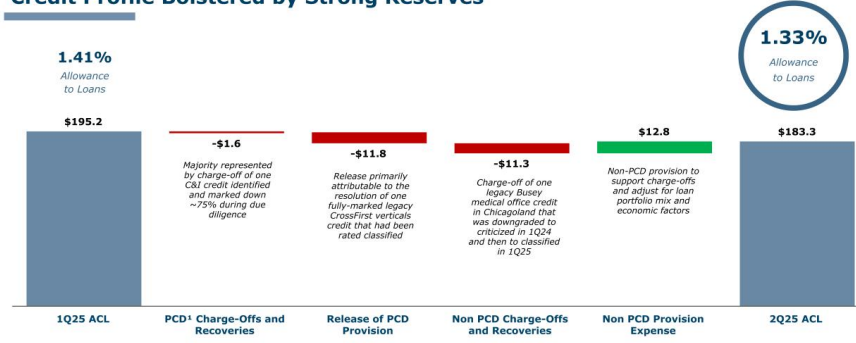 Credit Profile Bolstered by Strong Reserves
1.41%
Allowance
to Loans
$195.2
-$1.6
Majority represented
by charge-off of one
C&I credit identified
and marked down
~75% during due
diligence
-$11.8
Release primarily
attributable to the
resolution of one
fully-marked legacy
CrossFirst verticals
credit that had been
rated classified
-$11.3
Charge-off of one
legacy Busey
medical office credit
in Chicagoland that
was downgraded to
criticized in 1Q24
and then to classified
in 1Q25
$12.8
Non-PCD provision to
support charge-offs
and adjust for loan
portfolio mix and
economic factors
1.33%
Allowance
to Loans
$183.3
1Q25 ACL
PCD¹ Charge-Offs and
Recoveries
Release of PCD
Provision
Non PCD Charge-Offs
and Recoveries
Non PCD Provision
Expense
2Q25 ACL